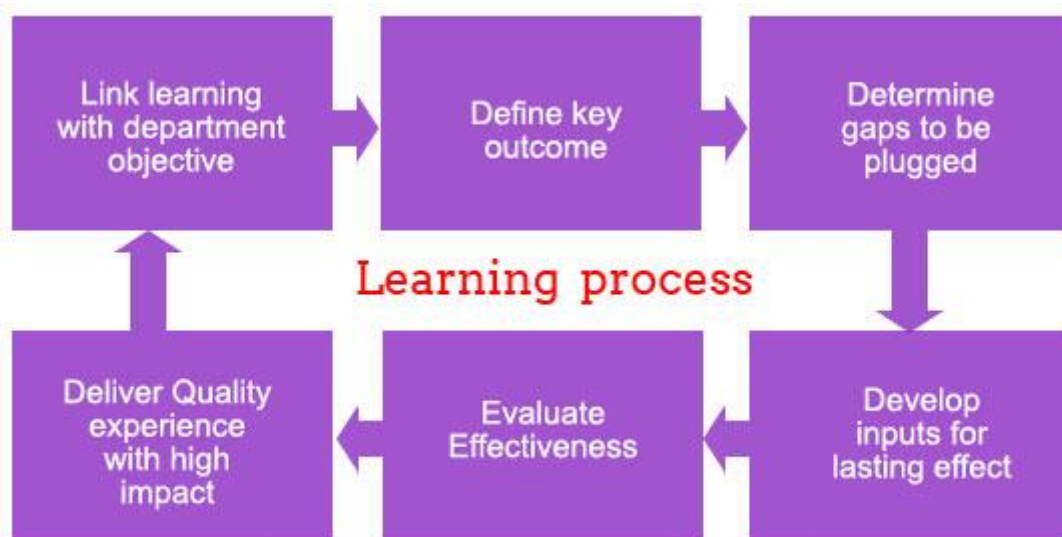 Link learning
with department
objective
Define key
outcome
Determine
gaps to be
plugged
Learning process
Deliver Quality
experience
with high
impact
Evaluate
Effectiveness
Develop
inputs for
lasting effect